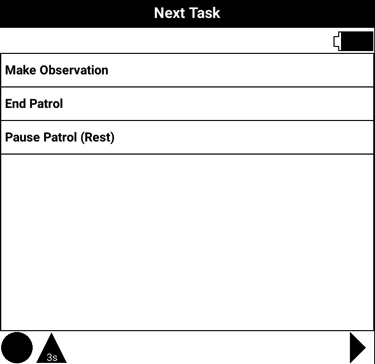 Next Task
Make Observation
End Patrol
Pause Patrol (Rest)
3s